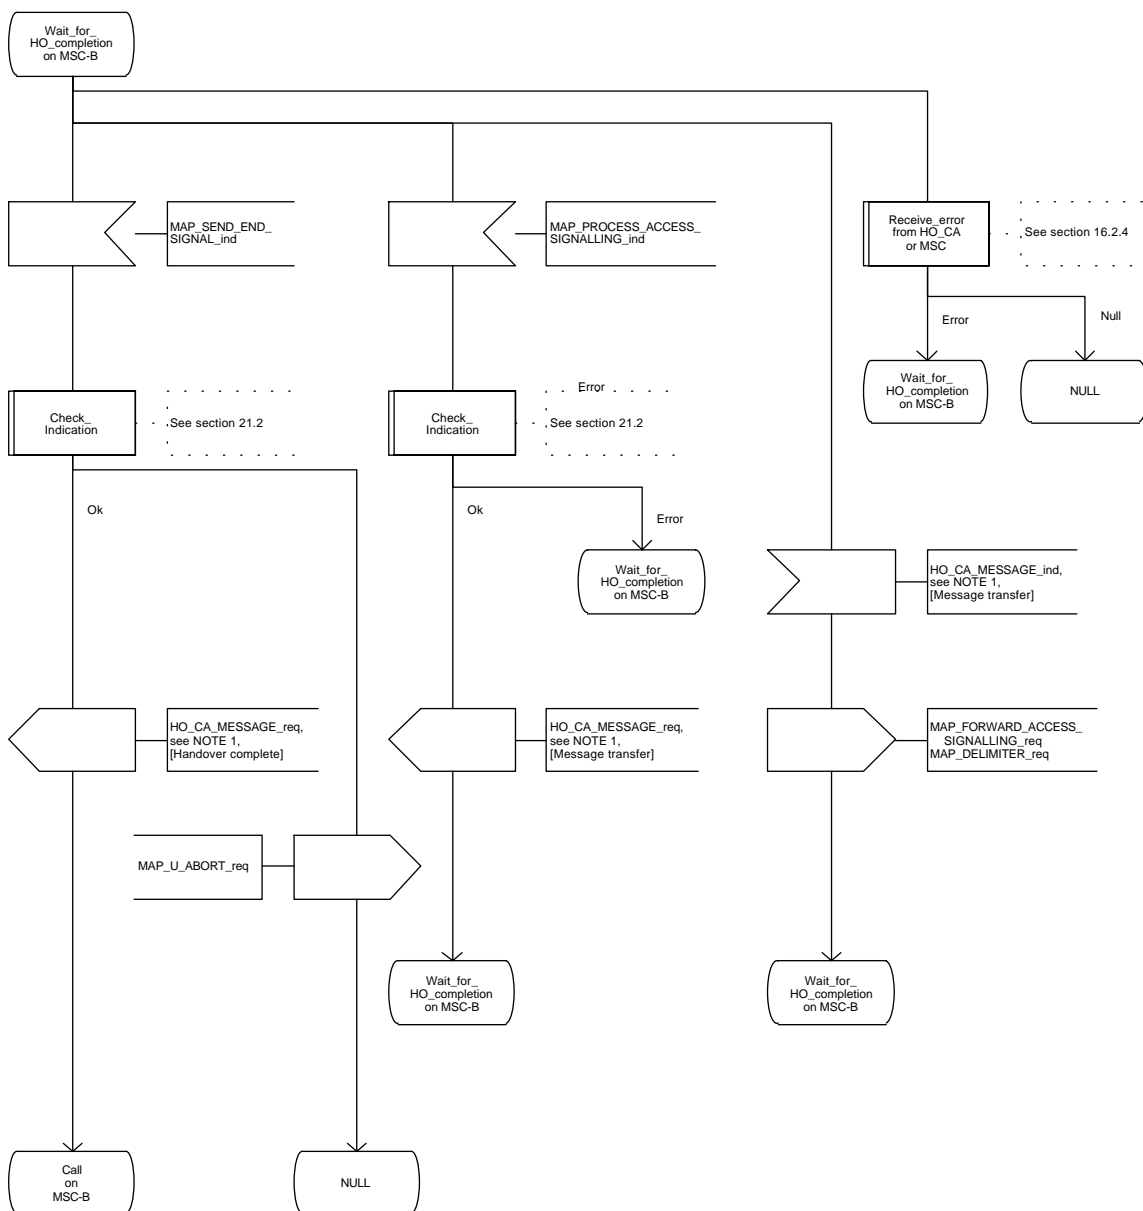 Wait_for_
HO_completion
on MSC-B
MAP_SEND_END_
SIGNAL_ind
MAP_PROCESS_ACCESS_
SIGNALLING_ind
Receive_error
from HO_CA
or MSC
See section 16.2.4
Error
Null
Wait_for_
HO_completion
on MSC-B
NULL
Check_
Indication
See section 21.2
Error
Check_
Indication
See section 21.2
Ok
Ok
Error
Wait_for_
HO_completion
on MSC-B
HO_CA_MESSAGE_ind,
see NOTE 1,
[Message transfer]
HO_CA_MESSAGE_req,
see NOTE 1,
[Handover complete]
HO_CA_MESSAGE_req,
see NOTE 1,
[Message transfer]
MAP_FORWARD_ACCESS_
SIGNALLING_req
MAP_DELIMITER_req
MAP_U_ABORT_req
Wait_for_
HO_completion
on MSC-B
Wait_for_
HO_completion
on MSC-B
Call
on
MSC-B
NULL